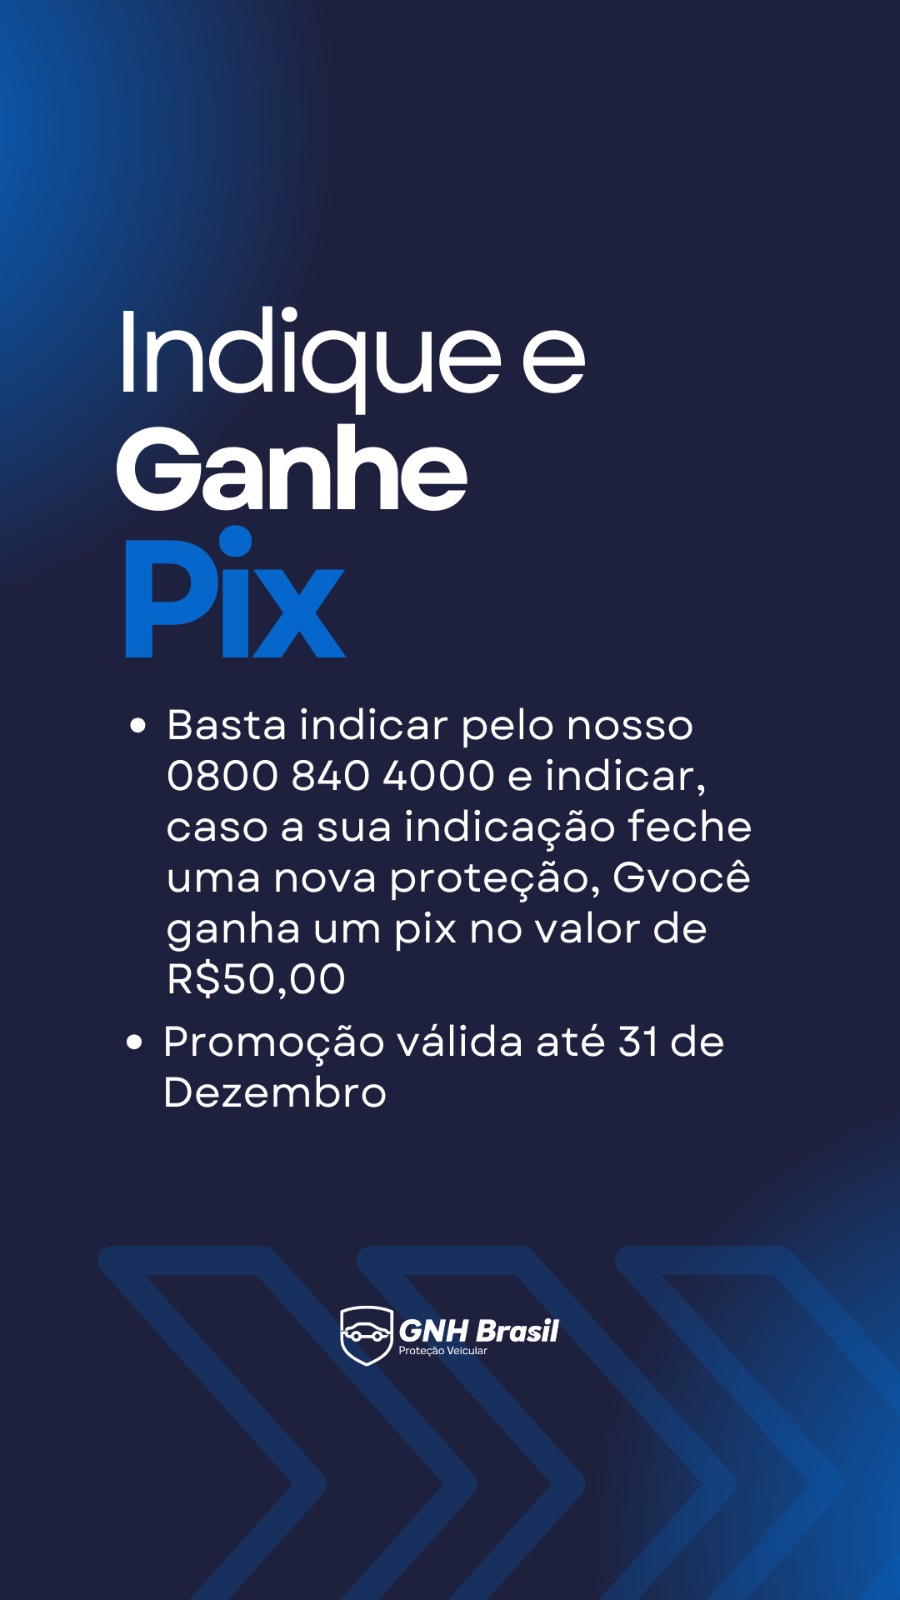 Indique e
Ganhe
Pix
• Basta indicar pelo nosso
0800 840 4000 e indicar,
caso a sua indicação feche
uma nova proteção, Gvocê
ganha um pix no valor de
R$50,00
• Promoção válida até 31 de
Dezembro
GNH Brasil
Proteção Veicular